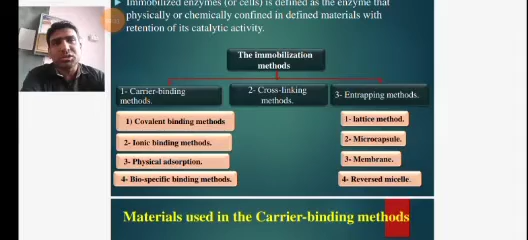 Immobilized enzymes (or cells) is defined as the enzyme that
physically or chemically confined in defined materials with
retention of its catalytic activity.
The immobilization
methods
1- Carrier-binding
methods.
2- Cross-linking
methods.
3- Entrapping methods.
1) Covalent binding methods
2- Ionic binding methods.
3- Physical adsorption.
4- Bio-specific binding methods.
1- lattice method.
2- Microcapsule.
3- Membrane.
4- Reversed micelle.
Materials used in the Carrier-binding methods